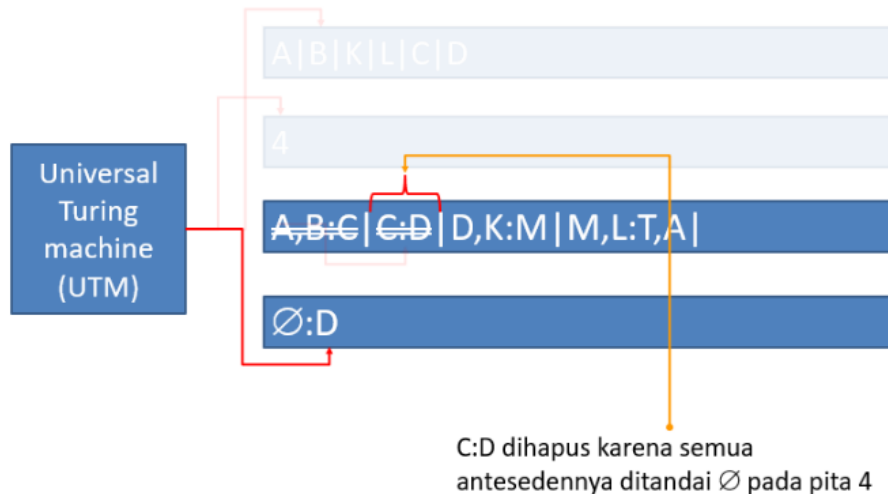 A|B|K|L|C|D
4
Universal
Turing
machine
(UTM)
A,B:C|C:D|D,K:M|M,L:T,A|
∅:D
C:D dihapus karena semua
antesedennya ditandai ∅ pada pita 4